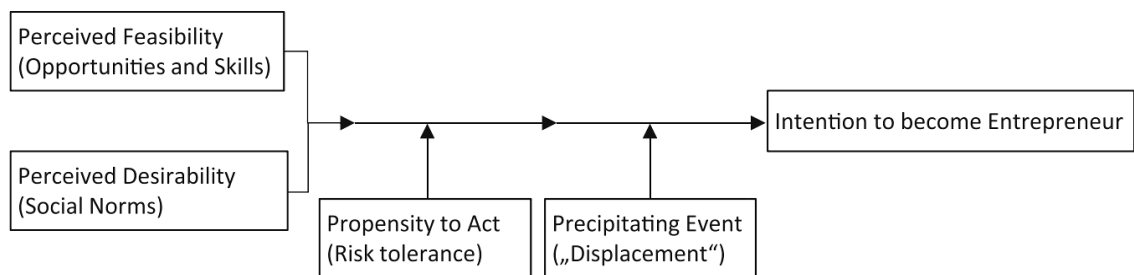 Perceived Feasibility
(Opportunities and Skills)
Intention to become Entrepreneur
Perceived Desirability
(Social Norms)
Propensity to Act
(Risk tolerance)
Precipitating Event
(„Displacement“)